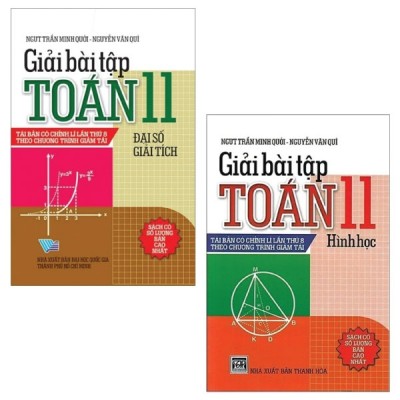 NGƯT TRẦN MINH QUỚI - NGUYỄN VĂN QUÍ
Giải bài tập
TOÁN 11
TÁI BẢN CÓ CHỈNH LÍ LẦN THỨ 8
THEO CHƯƠNG TRÌNH GIẢM TẢI
ĐẠI SỐ
GIẢI TÍCH
SÁCH CÓ
SỐ LƯỢNG
BÁN
CAO NHẤT
NHÀ XUẤT BẢN ĐẠI HỌC QUỐC GIA
THÀNH PHỐ HỒ CHÍ MINH
NGƯT TRẦN MINH QUỚI - NGUYỄN VĂN QUÍ
Giải bài tập
TOÁN 11
TÁI BẢN CÓ CHỈNH LÍ LẦN THỨ 8
THEO CHƯƠNG TRÌNH GIẢM TẢI
Hình học
M
A
B
K
D
SÁCH CÓ
SỐ LƯỢNG
BÁN
CAO NHẤT
NHÀ XUẤT BẢN THANH HÓA